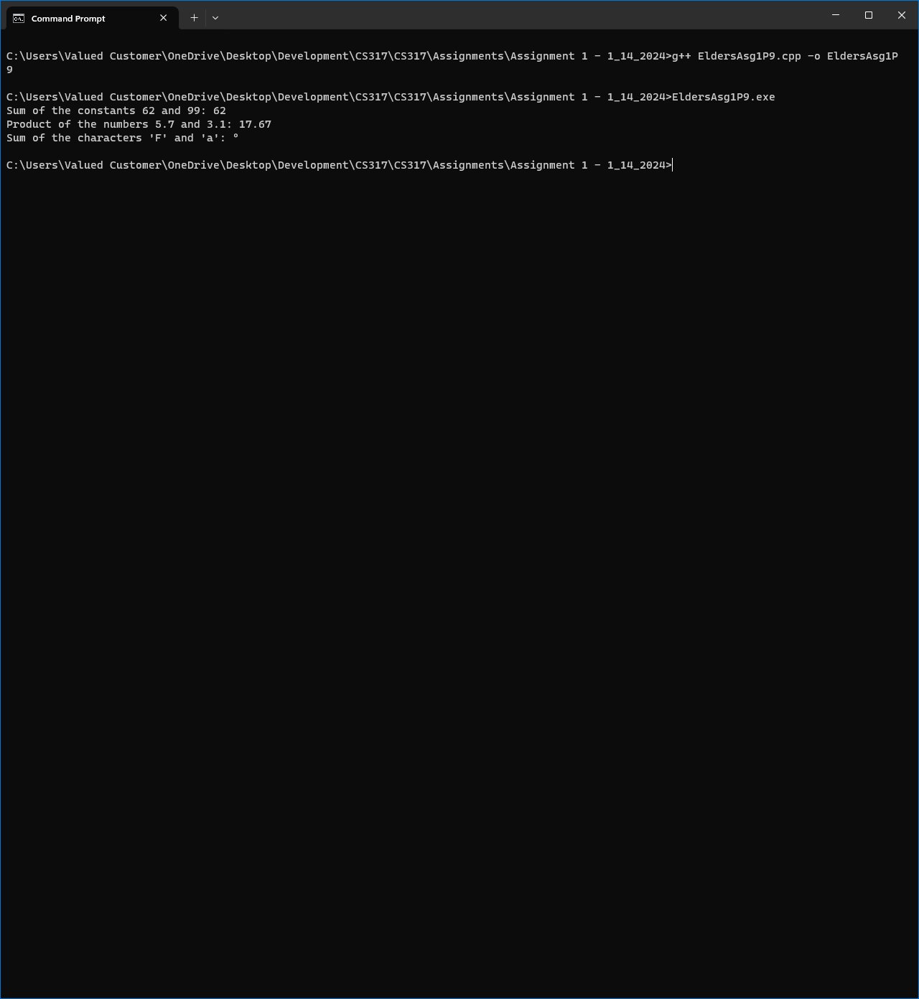 Command Prompt
C:\Users\Valued Customer\OneDrive\Desktop\Development\CS317\CS317\Assignments\Assignment 1 - 1_14_2024>g++ EldersAsg1P9.cpp -o EldersAsg1P
9
C:\Users\Valued Customer\OneDrive\Desktop\Development\CS317\CS317\Assignments\Assignment 1 - 1_14_2024>EldersAsg1P9.exe
Sum of the constants 62 and 99: 62
Product of the numbers 5.7 and 3.1: 17.67
Sum of the characters 'F' and 'a': º
C:\Users\Valued Customer\OneDrive\Desktop\Development\CS317\CS317\Assignments\Assignment 1 - 1_14_2024>